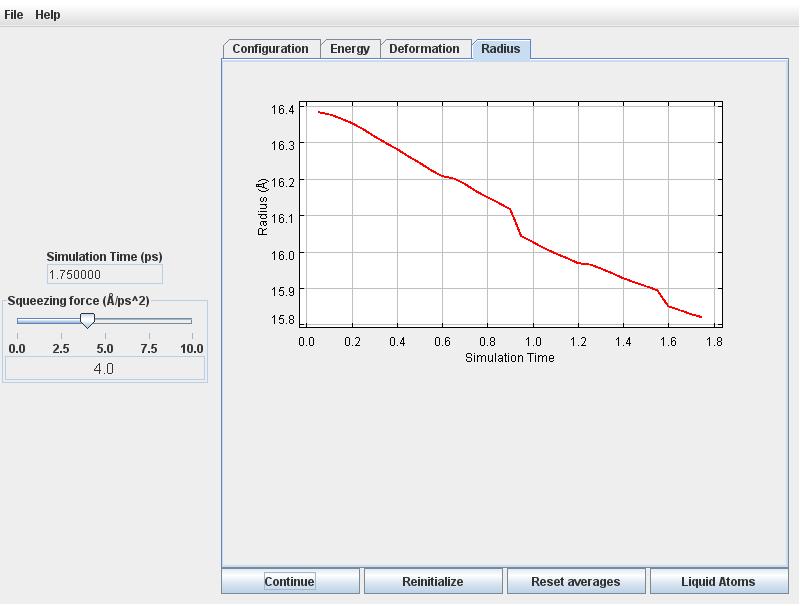 File Help
Configuration Energy Deformation Radius
Simulation Time (ps)
1.750000
Squeezing force (Å/ps^2)
0.0 2.5 5.0 7.5 10.0
4.0
Radius (Å)
16.4
16.3
16.2
16.1
16.0
15.9
15.8
0.0 0.2 0.4 0.6 0.8 1.0 1.2 1.4 1.6 1.8
Simulation Time
Continue Reinitialize Reset averages Liquid Atoms